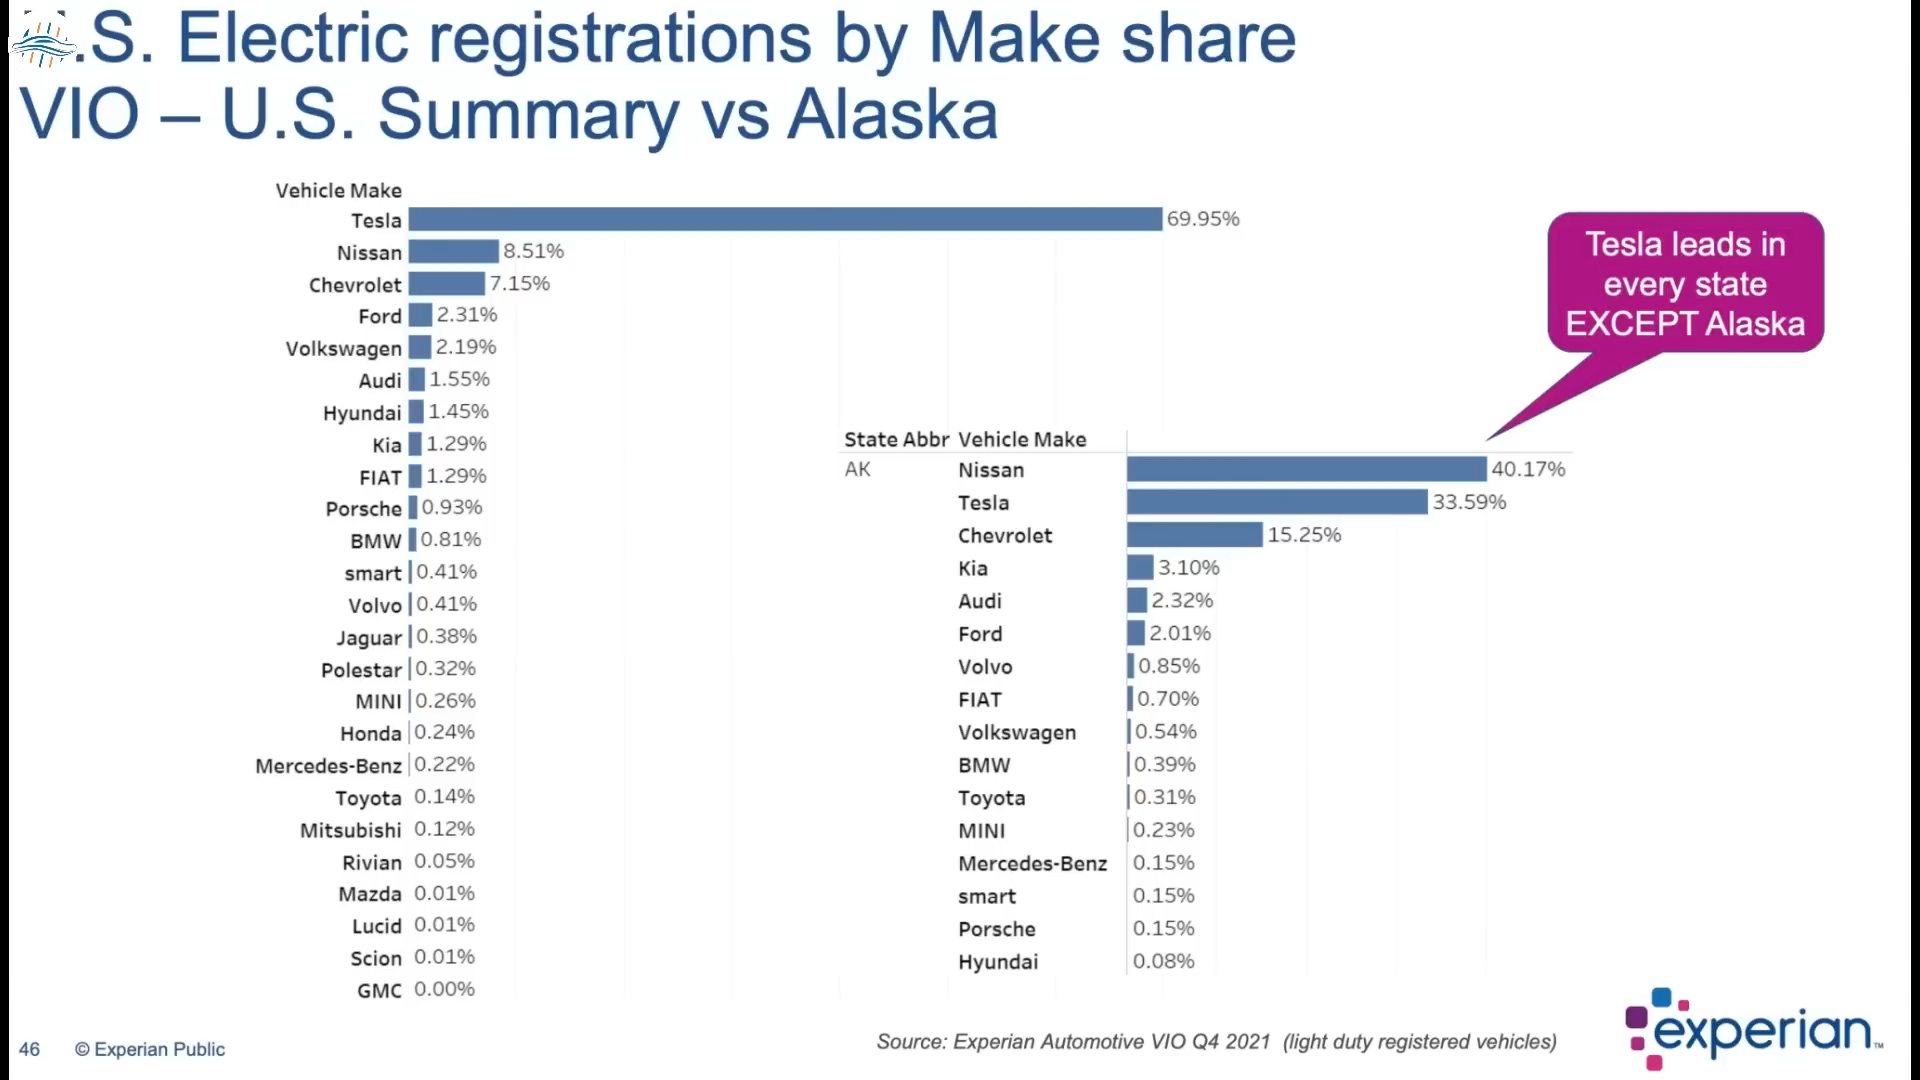 .S. Electric registrations by Make share
VIO – U.S. Summary vs Alaska
Vehicle Make
Tesla 69.95%
Nissan 8.51%
Chevrolet 7.15%
Ford 2.31%
Volkswagen 2.19%
Audi 1.55%
Hyundai 1.45%
Kia 1.29%
FIAT 1.29%
Porsche 0.93%
BMW 0.81%
smart 0.41%
Volvo 0.41%
Jaguar 0.38%
Polestar 0.32%
MINI 0.26%
Honda 0.24%
Mercedes-Benz 0.22%
Toyota 0.14%
Mitsubishi 0.12%
Rivian 0.05%
Mazda 0.01%
Lucid 0.01%
Scion 0.01%
GMC 0.00%
Tesla leads in
every state
EXCEPT Alaska
State Abbr Vehicle Make
AK Nissan 40.17%
Tesla 33.59%
Chevrolet 15.25%
Kia 3.10%
Audi 2.32%
Ford 2.01%
Volvo 0.85%
FIAT 0.70%
Volkswagen 0.54%
BMW 0.39%
Toyota 0.31%
MINI 0.23%
Mercedes-Benz 0.15%
smart 0.15%
Porsche 0.15%
Hyundai 0.08%
46 © Experian Public
Source: Experian Automotive VIO Q4 2021 (light duty registered vehicles)
experian.™